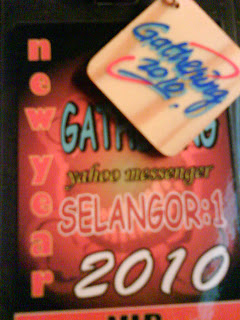 Gathering
2010.
new year
GATHERING
yahoo messenger
SELANGOR:1
2010